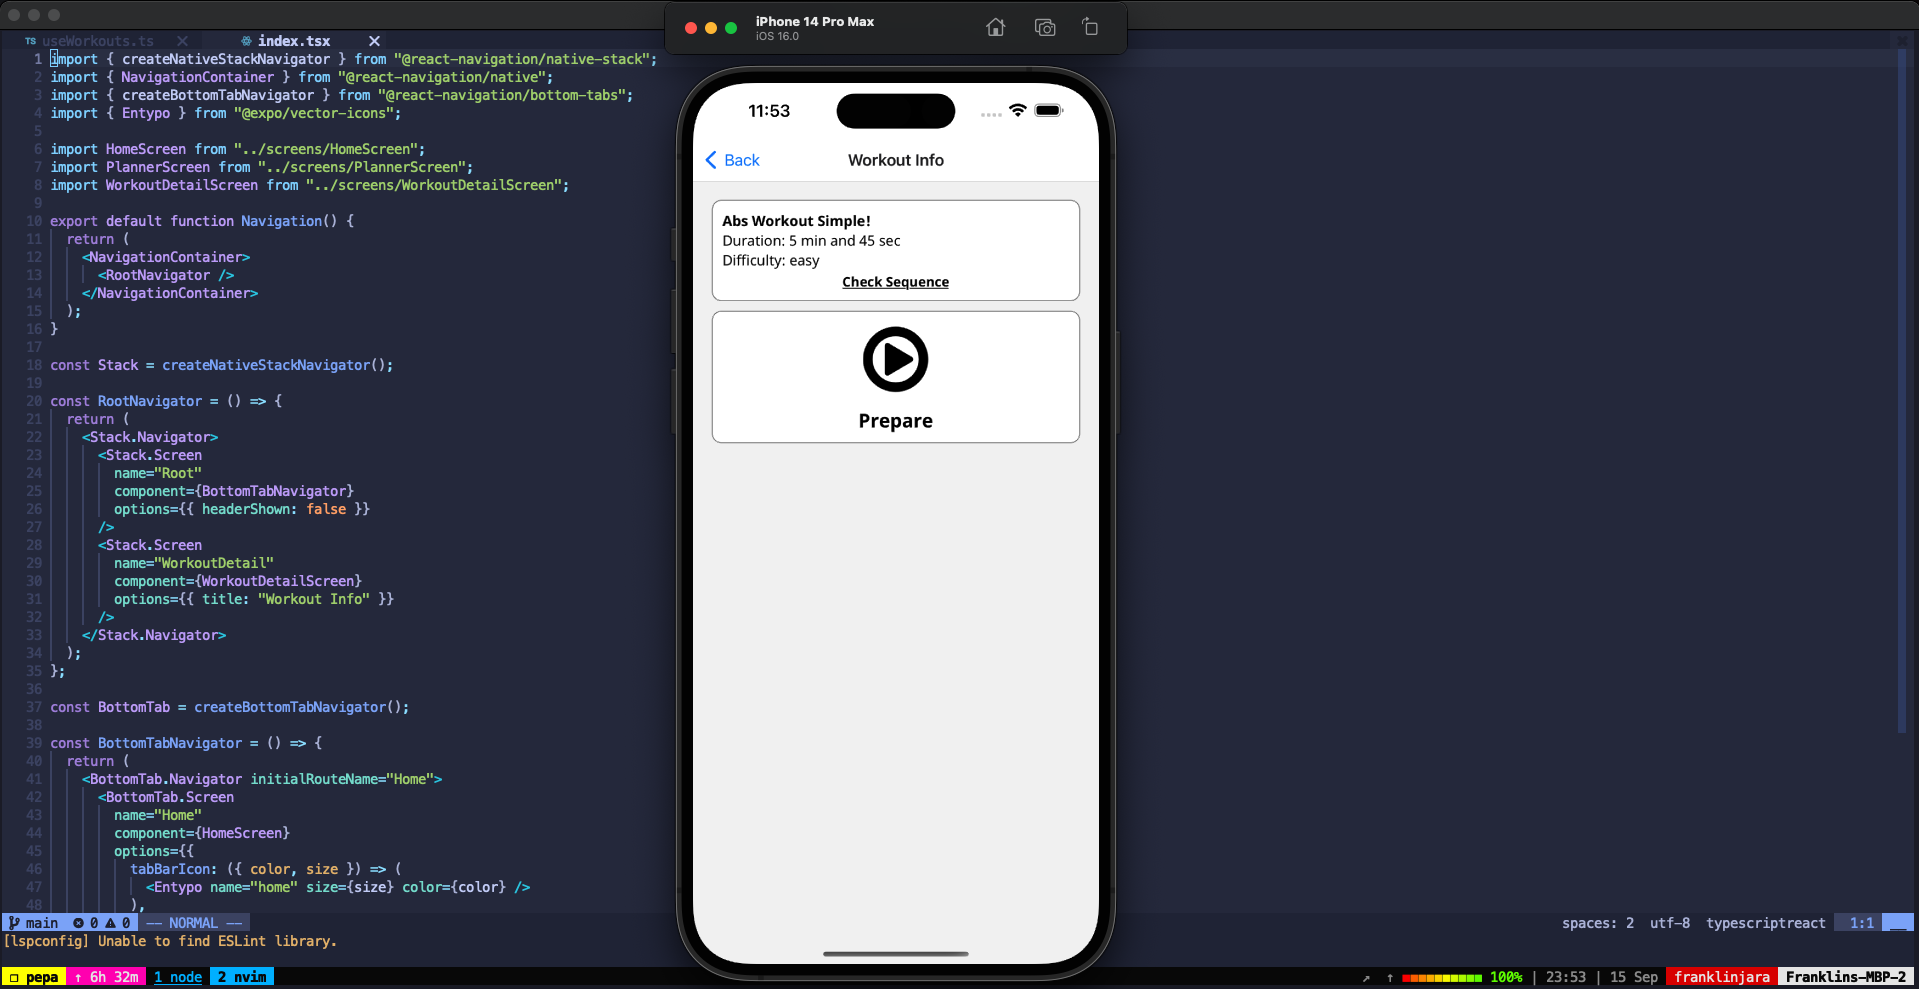 useWorkouts.ts
index.tsx
1 import { createNativeStackNavigator } from "@react-navigation/native-stack";
2 import { NavigationContainer } from "@react-navigation/native";
3 import { createBottomTabNavigator } from "@react-navigation/bottom-tabs";
4 import { Entypo } from "@expo/vector-icons";
5
6 import HomeScreen from "../screens/HomeScreen";
7 import PlannerScreen from "../screens/PlannerScreen";
8 import WorkoutDetailScreen from "../screens/WorkoutDetailScreen";
9
10 export default function Navigation() {
11 return (
12 <NavigationContainer>
13 <RootNavigator />
14 </NavigationContainer>
15 );
16 }
17
18 const Stack = createNativeStackNavigator();
19
20 const RootNavigator = () => {
21 return (
22 <Stack.Navigator>
23 <Stack.Screen
24 name="Root"
25 component={BottomTabNavigator}
26 options={{ headerShown: false }}
27 />
28 <Stack.Screen
29 name="WorkoutDetail"
30 component={WorkoutDetailScreen}
31 options={{ title: "Workout Info" }}
32 />
33 </Stack.Navigator>
34 );
35 };
36
37 const BottomTab = createBottomTabNavigator();
38
39 const BottomTabNavigator = () => {
40 return (
41 <BottomTab.Navigator initialRouteName="Home">
42 <BottomTab.Screen
43 name="Home"
44 component={HomeScreen}
45 options={{
46 tabBarIcon: ({ color, size }) => (
47 <Entypo name="home" size={size} color={color} />
48 ),
main 0 0 -- NORMAL --
spaces: 2 utf-8 typescriptreact 1:1
[lspconfig] Unable to find ESLint library.
pepa ↑ 6h 32m 1 node 2 nvim
↗ ↑ 100% | 23:53 | 15 Sep franklinjara Franklins-MBP-2
iPhone 14 Pro Max
iOS 16.0
11:53
Back
Workout Info
Abs Workout Simple!
Duration: 5 min and 45 sec
Difficulty: easy
Check Sequence
Prepare